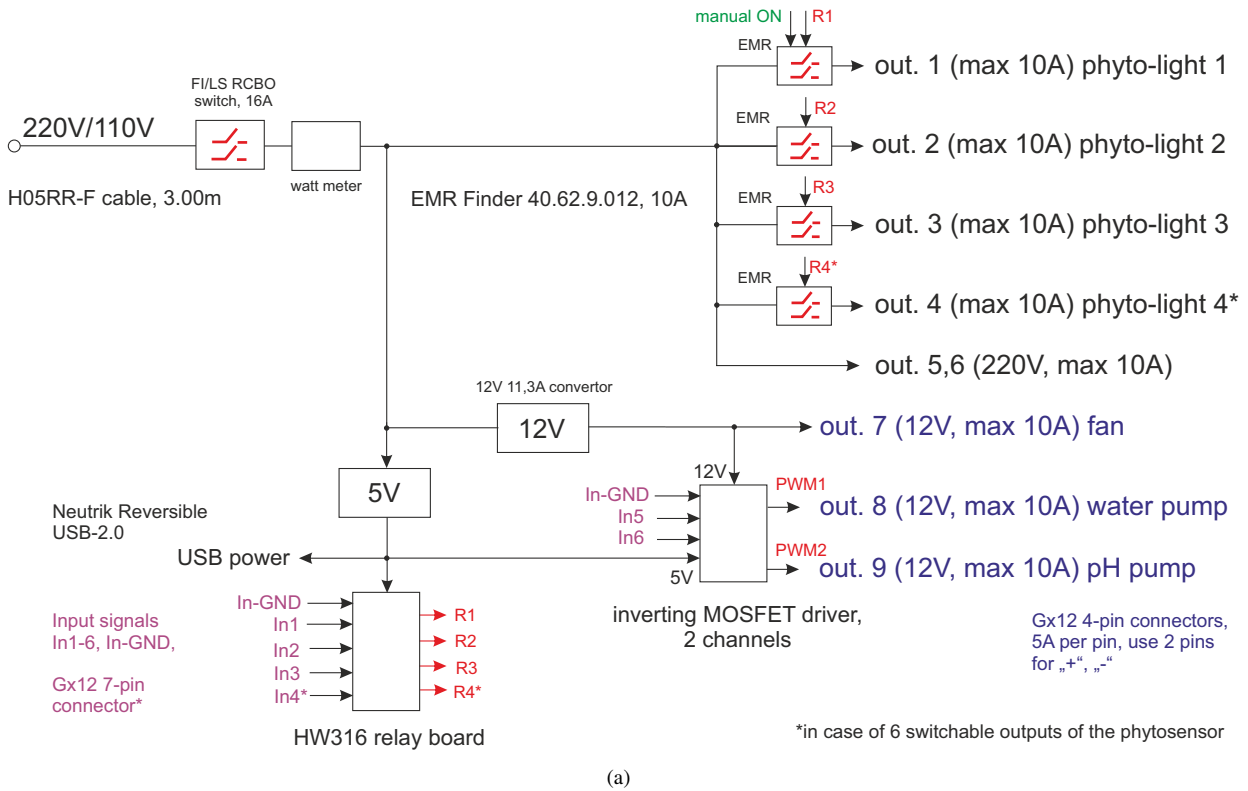 manual ON
R1
EMR
out. 1 (max 10A) phyto-light 1
FI/LS RCBO
switch, 16A
220V/110V
R2
EMR
out. 2 (max 10A) phyto-light 2
watt meter
H05RR-F cable, 3.00m
EMR Finder 40.62.9.012, 10A
R3
EMR
out. 3 (max 10A) phyto-light 3
R4*
EMR
out. 4 (max 10A) phyto-light 4*
out. 5,6 (220V, max 10A)
12V 11,3A convertor
12V
out. 7 (12V, max 10A) fan
5V
12V
In-GND
In5
In6
5V
PWM1
out. 8 (12V, max 10A) water pump
PWM2
out. 9 (12V, max 10A) pH pump
Neutrik Reversible
USB-2.0
USB power
inverting MOSFET driver,
2 channels
Input signals
In1-6, In-GND,
Gx12 7-pin
connector*
In-GND
In1
In2
In3
In4*
R1
R2
R3
R4*
HW316 relay board
Gx12 4-pin connectors,
5A per pin, use 2 pins
for „+“, „-“
*in case of 6 switchable outputs of the phytosensor
(a)